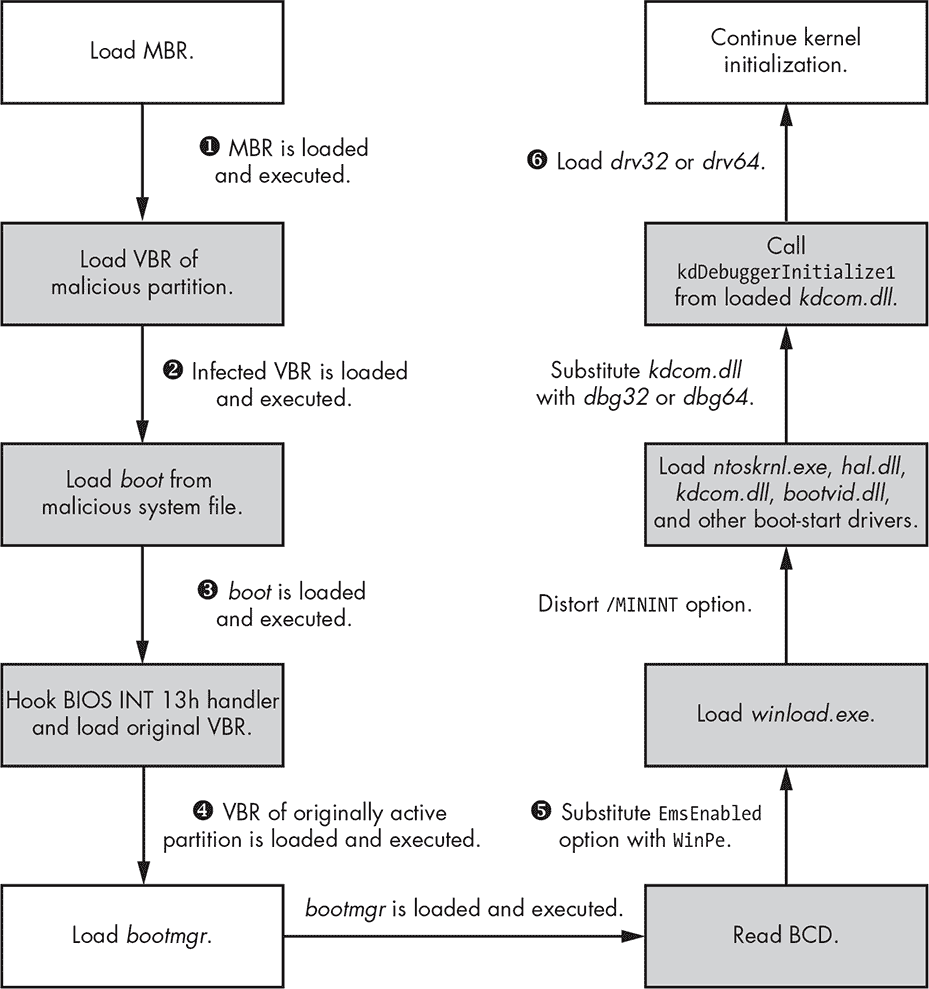 Load MBR.
❶ MBR is loaded
and executed.
Load VBR of
malicious partition.
❷ Infected VBR is loaded
and executed.
Load boot from
malicious system file.
❸ boot is loaded
and executed.
Hook BIOS INT 13h handler
and load original VBR.
❹ VBR of originally active
partition is loaded and executed.
Load bootmgr.
bootmgr is loaded and executed.
Read BCD.
❺ Substitute EmsEnabled
option with WinPe.
Load winload.exe.
Distort /MININT option.
Load ntoskrnl.exe, hal.dll,
kdcom.dll, bootvid.dll,
and other boot-start drivers.
Substitute kdcom.dll
with dbg32 or dbg64.
Call
kdDebuggerInitialize1
from loaded kdcom.dll.
❻ Load drv32 or drv64.
Continue kernel
initialization.